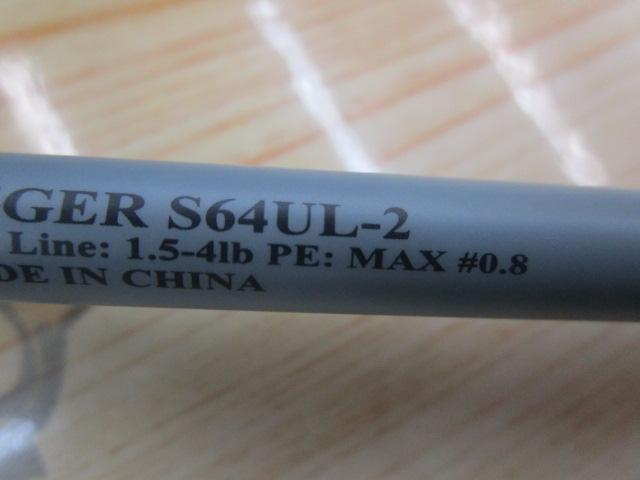 GER S64UL-2
Line: 1.5-4lb PE: MAX #0.8
DE IN CHINA